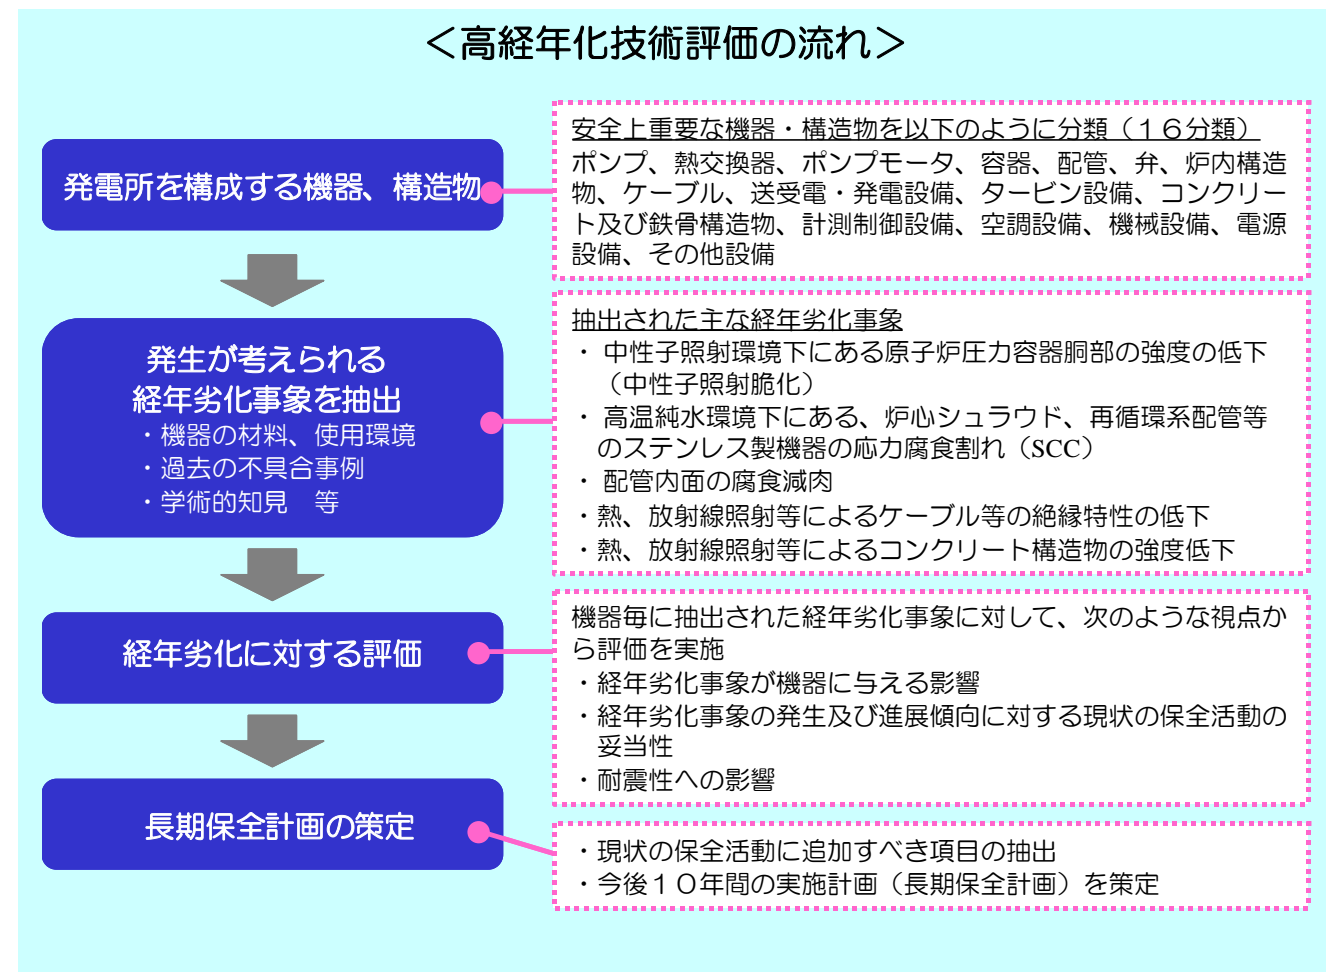 ＜高経年化技術評価の流れ＞
発電所を構成する機器、構造物
安全上重要な機器・構造物を以下のように分類（１６分類）
ポンプ、熱交換器、ポンプモータ、容器、配管、弁、炉内構造
物、ケーブル、送受電・発電設備、タービン設備、コンクリー
ト及び鉄骨構造物、計測制御設備、空調設備、機械設備、電源
設備、その他設備
発生が考えられる
経年劣化事象を抽出
・機器の材料、使用環境
・過去の不具合事例
・学術的知見　等
抽出された主な経年劣化事象
・ 中性子照射環境下にある原子炉圧力容器胴部の強度の低下
（中性子照射脆化）
・ 高温純水環境下にある、炉心シュラウド、再循環系配管等
のステンレス製機器の応力腐食割れ（SCC）
・ 配管内面の腐食減肉
・熱、放射線照射等によるケーブル等の絶縁特性の低下
・熱、放射線照射等によるコンクリート構造物の強度低下
経年劣化に対する評価
機器毎に抽出された経年劣化事象に対して、次のような視点か
ら評価を実施
・経年劣化事象が機器に与える影響
・経年劣化事象の発生及び進展傾向に対する現状の保全活動の
妥当性
・耐震性への影響
長期保全計画の策定
・現状の保全活動に追加すべき項目の抽出
・今後１０年間の実施計画（長期保全計画）を策定